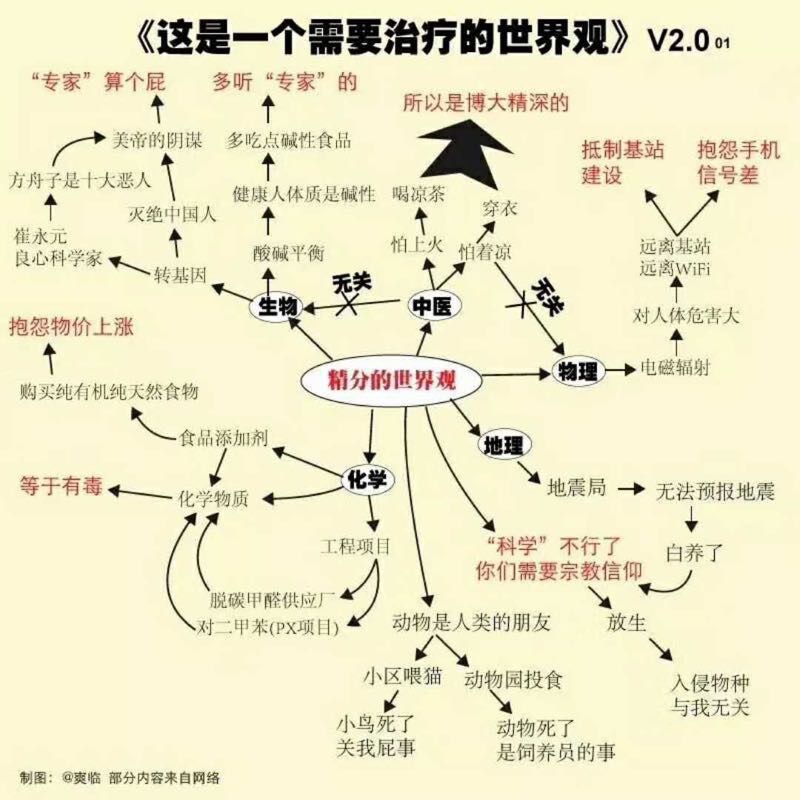 《这是一个需要治疗的世界观》 V2.0 01
“专家”算个屁
多听“专家”的
所以是博大精深的
美帝的阴谋
多吃点碱性食品
抵制基站
建设
抱怨手机
信号差
方舟子是十大恶人
健康人体质是碱性
喝凉茶
穿衣
灭绝中国人
崔永元
良心科学家
酸碱平衡
怕上火
怕着凉
远离基站
远离WiFi
转基因
无关
无关
生物
中医
对人体危害大
抱怨物价上涨
精分的世界观
物理
电磁辐射
购买纯有机纯天然食物
食品添加剂
地理
等于有毒
化学物质
化学
地震局
无法预报地震
工程项目
“科学”不行了
你们需要宗教信仰
白养了
脱碳甲醛供应厂
对二甲苯(PX项目)
动物是人类的朋友
放生
小区喂猫
动物园投食
入侵物种
与我无关
小鸟死了
关我屁事
动物死了
是饲养员的事
制图：@窦临 部分内容来自网络